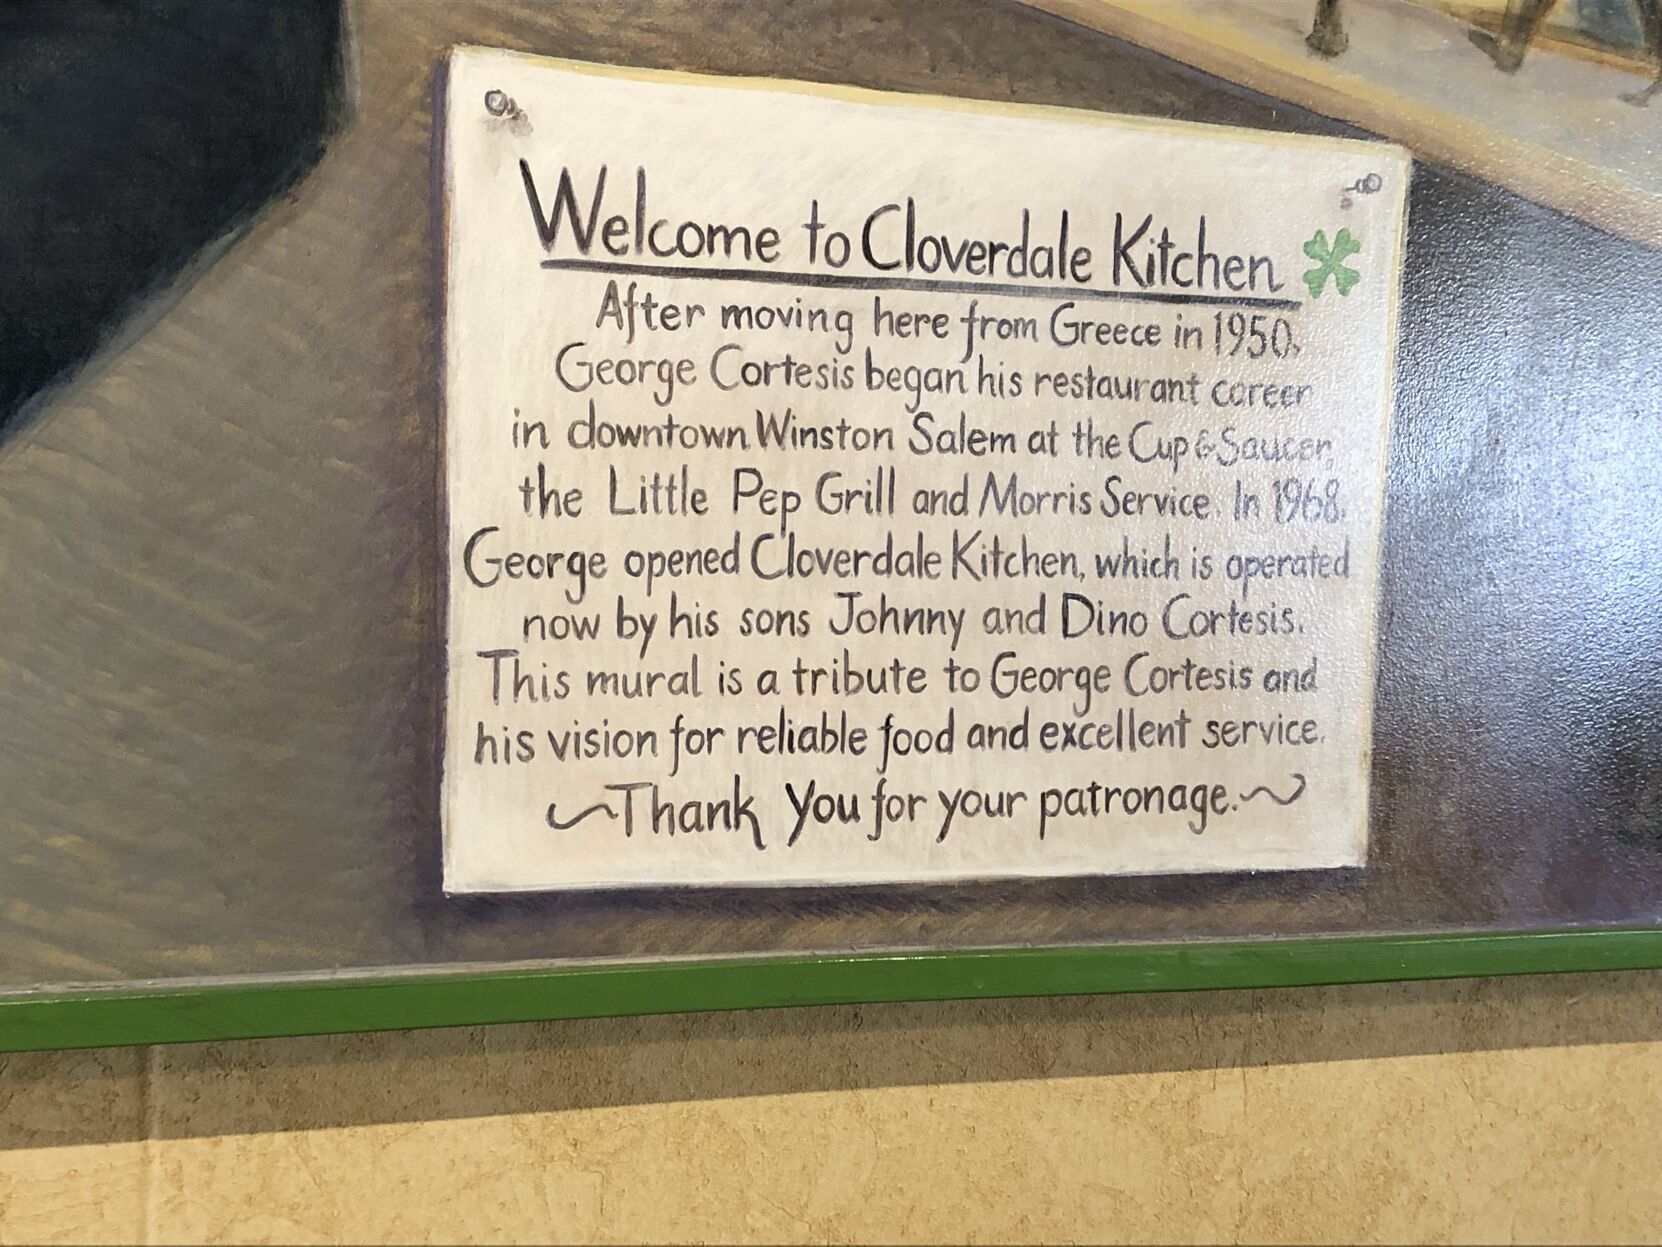 Welcome to Cloverdale Kitchen
After moving here from Greece in 1950,
George Cortesis began his restaurant career
in downtown Winston Salem at the Cup & Saucer,
the Little Pep Grill and Morris Service. In 1968,
George opened Cloverdale Kitchen, which is operated
now by his sons Johnny and Dino Cortesis.
This mural is a tribute to George Cortesis and
his vision for reliable food and excellent service.
~Thank You for your patronage.~